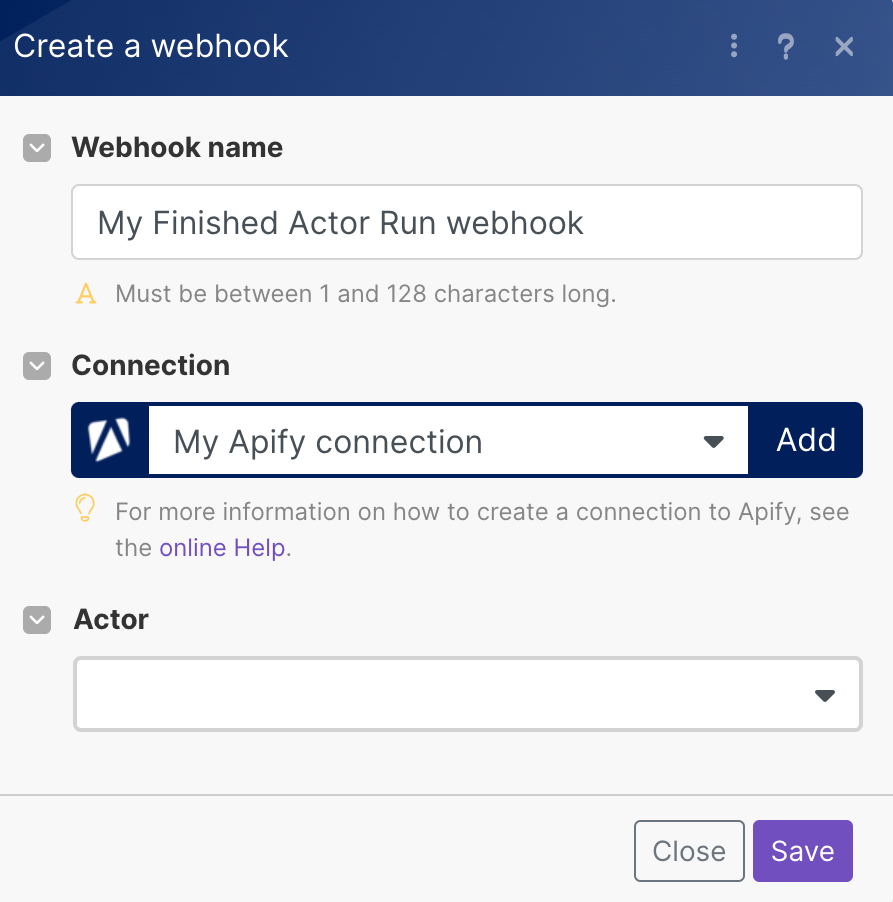 Create a webhook
Webhook name
My Finished Actor Run webhook
A Must be between 1 and 128 characters long.
Connection
My Apify connection
Add
For more information on how to create a connection to Apify, see
the online Help.
Actor
Close
Save